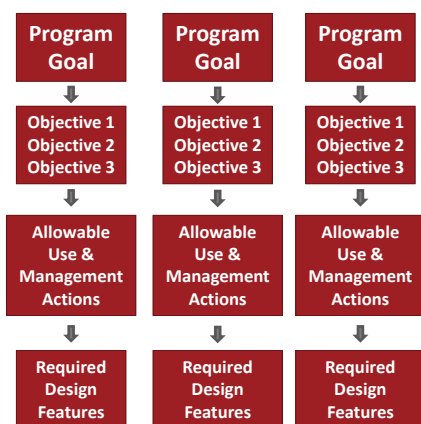 Program
Goal
Program
Goal
Program
Goal
Objective 1
Objective 2
Objective 3
Objective 1
Objective 2
Objective 3
Objective 1
Objective 2
Objective 3
Allowable
Use &
Management
Actions
Allowable
Use &
Management
Actions
Allowable
Use &
Management
Actions
Required
Design
Features
Required
Design
Features
Required
Design
Features